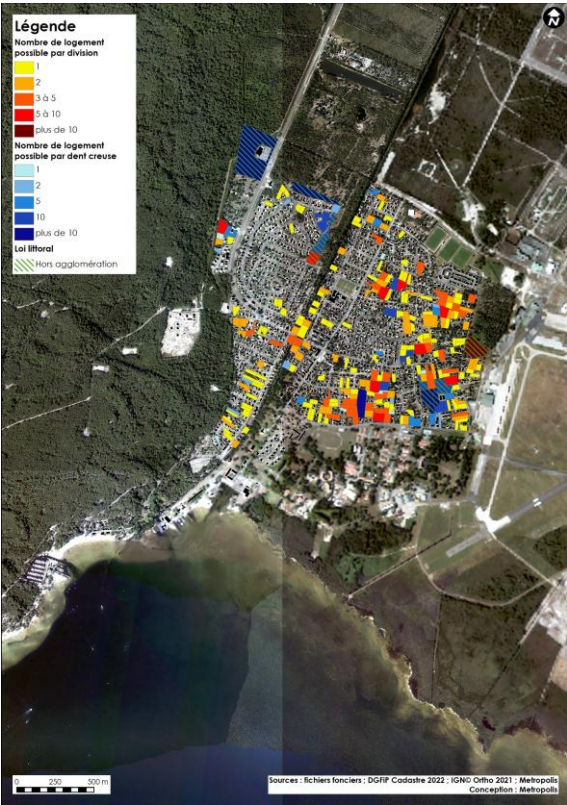 Légende
Nombre de logement
possible par division
1
2
3 à 5
5 à 10
plus de 10
Nombre de logement
possible par dent creuse
1
2
5
10
plus de 10
Loi littoral
Hors agglomération
N
0 250 500 m
Sources : fichiers fonciers ; DGFiP Cadastre 2022 ; IGN© Ortho 2021 ; Metropolis
Conception : Metropolis